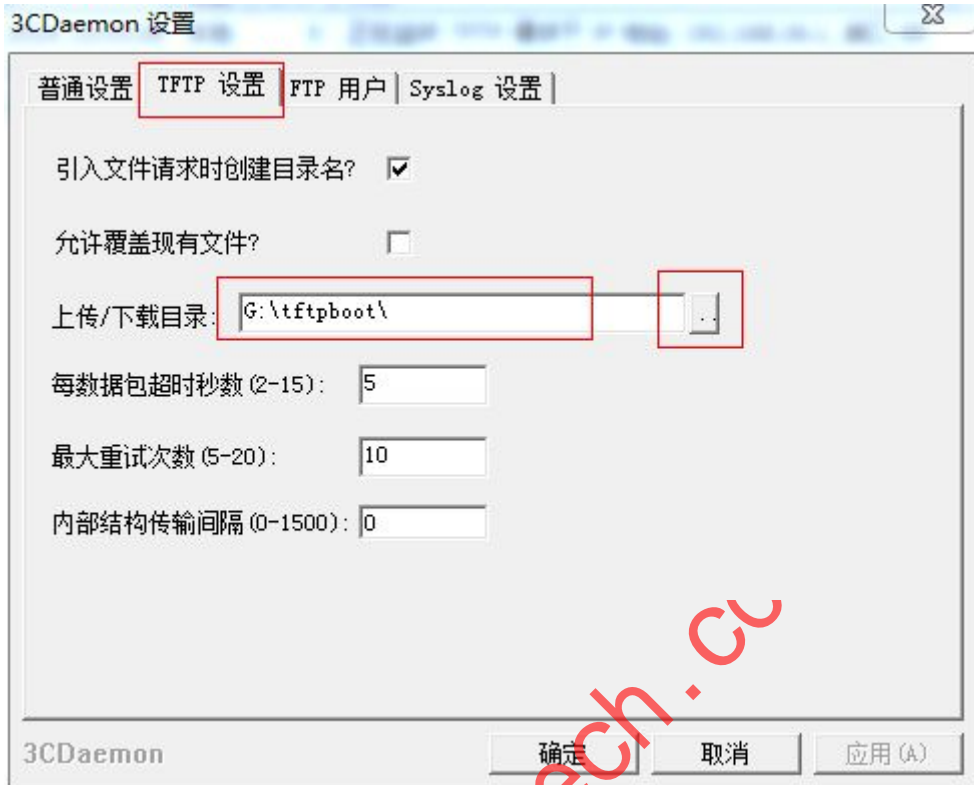 3CDaemon 设置
普通设置 TFTP 设置 FTP 用户 Syslog 设置
引入文件请求时创建目录名?
允许覆盖现有文件?
上传/下载目录: G:\tftpboot\ ..
每数据包超时秒数(2-15): 5
最大重试次数(5-20): 10
内部结构传输间隔(0-1500): 0
ech.co
3CDaemon 确定 取消 应用(A)